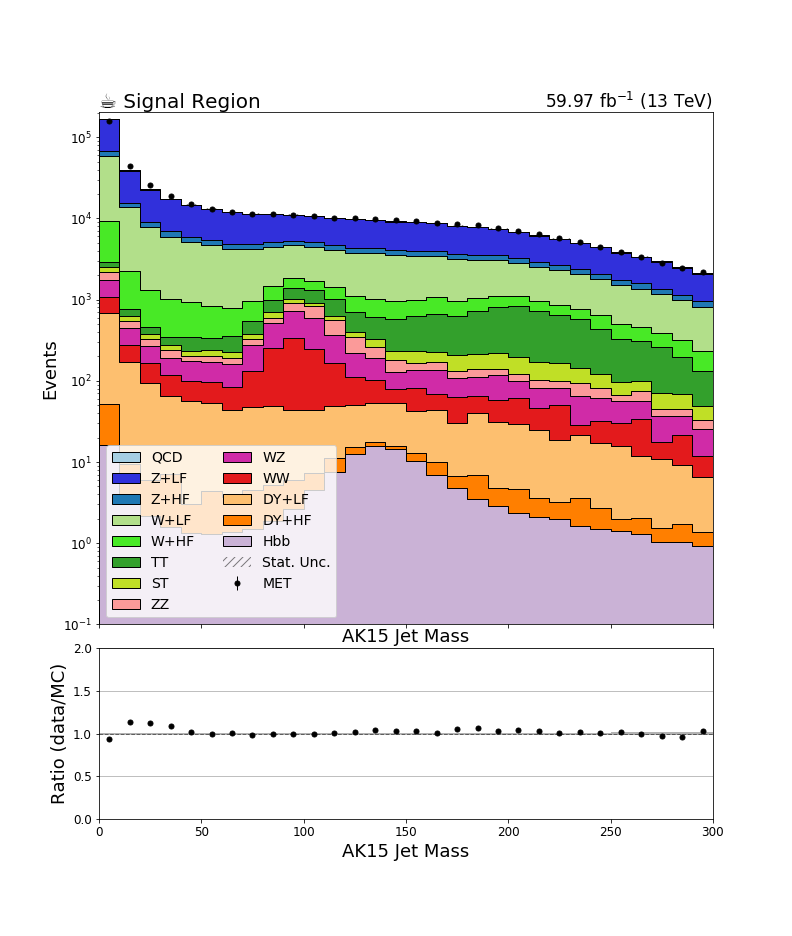 ☕ Signal Region 59.97 fb⁻¹ (13 TeV)
Events
10⁵
10⁴
10³
10²
10¹
10⁰
10⁻¹
QCD
Z+LF
Z+HF
W+LF
W+HF
TT
ST
ZZ
WZ
WW
DY+LF
DY+HF
Hbb
Stat. Unc.
MET
AK15 Jet Mass
Ratio (data/MC)
2.0
1.5
1.0
0.5
0.0
0 50 100 150 200 250 300
AK15 Jet Mass